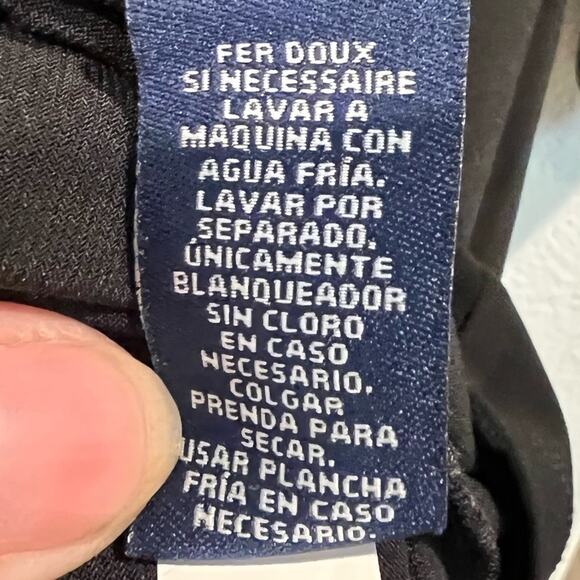 FER DOUX
SI NECESSAIRE
LAVAR A
MAQUINA CON
AGUA FRÍA.
LAVAR POR
SEPARADO.
ÚNICAMENTE
BLANQUEADOR
SIN CLORO
EN CASO
NECESARIO.
COLGAR
PRENDA PARA
SECAR.
USAR PLANCHA
FRÍA EN CASO
NECESARIO.